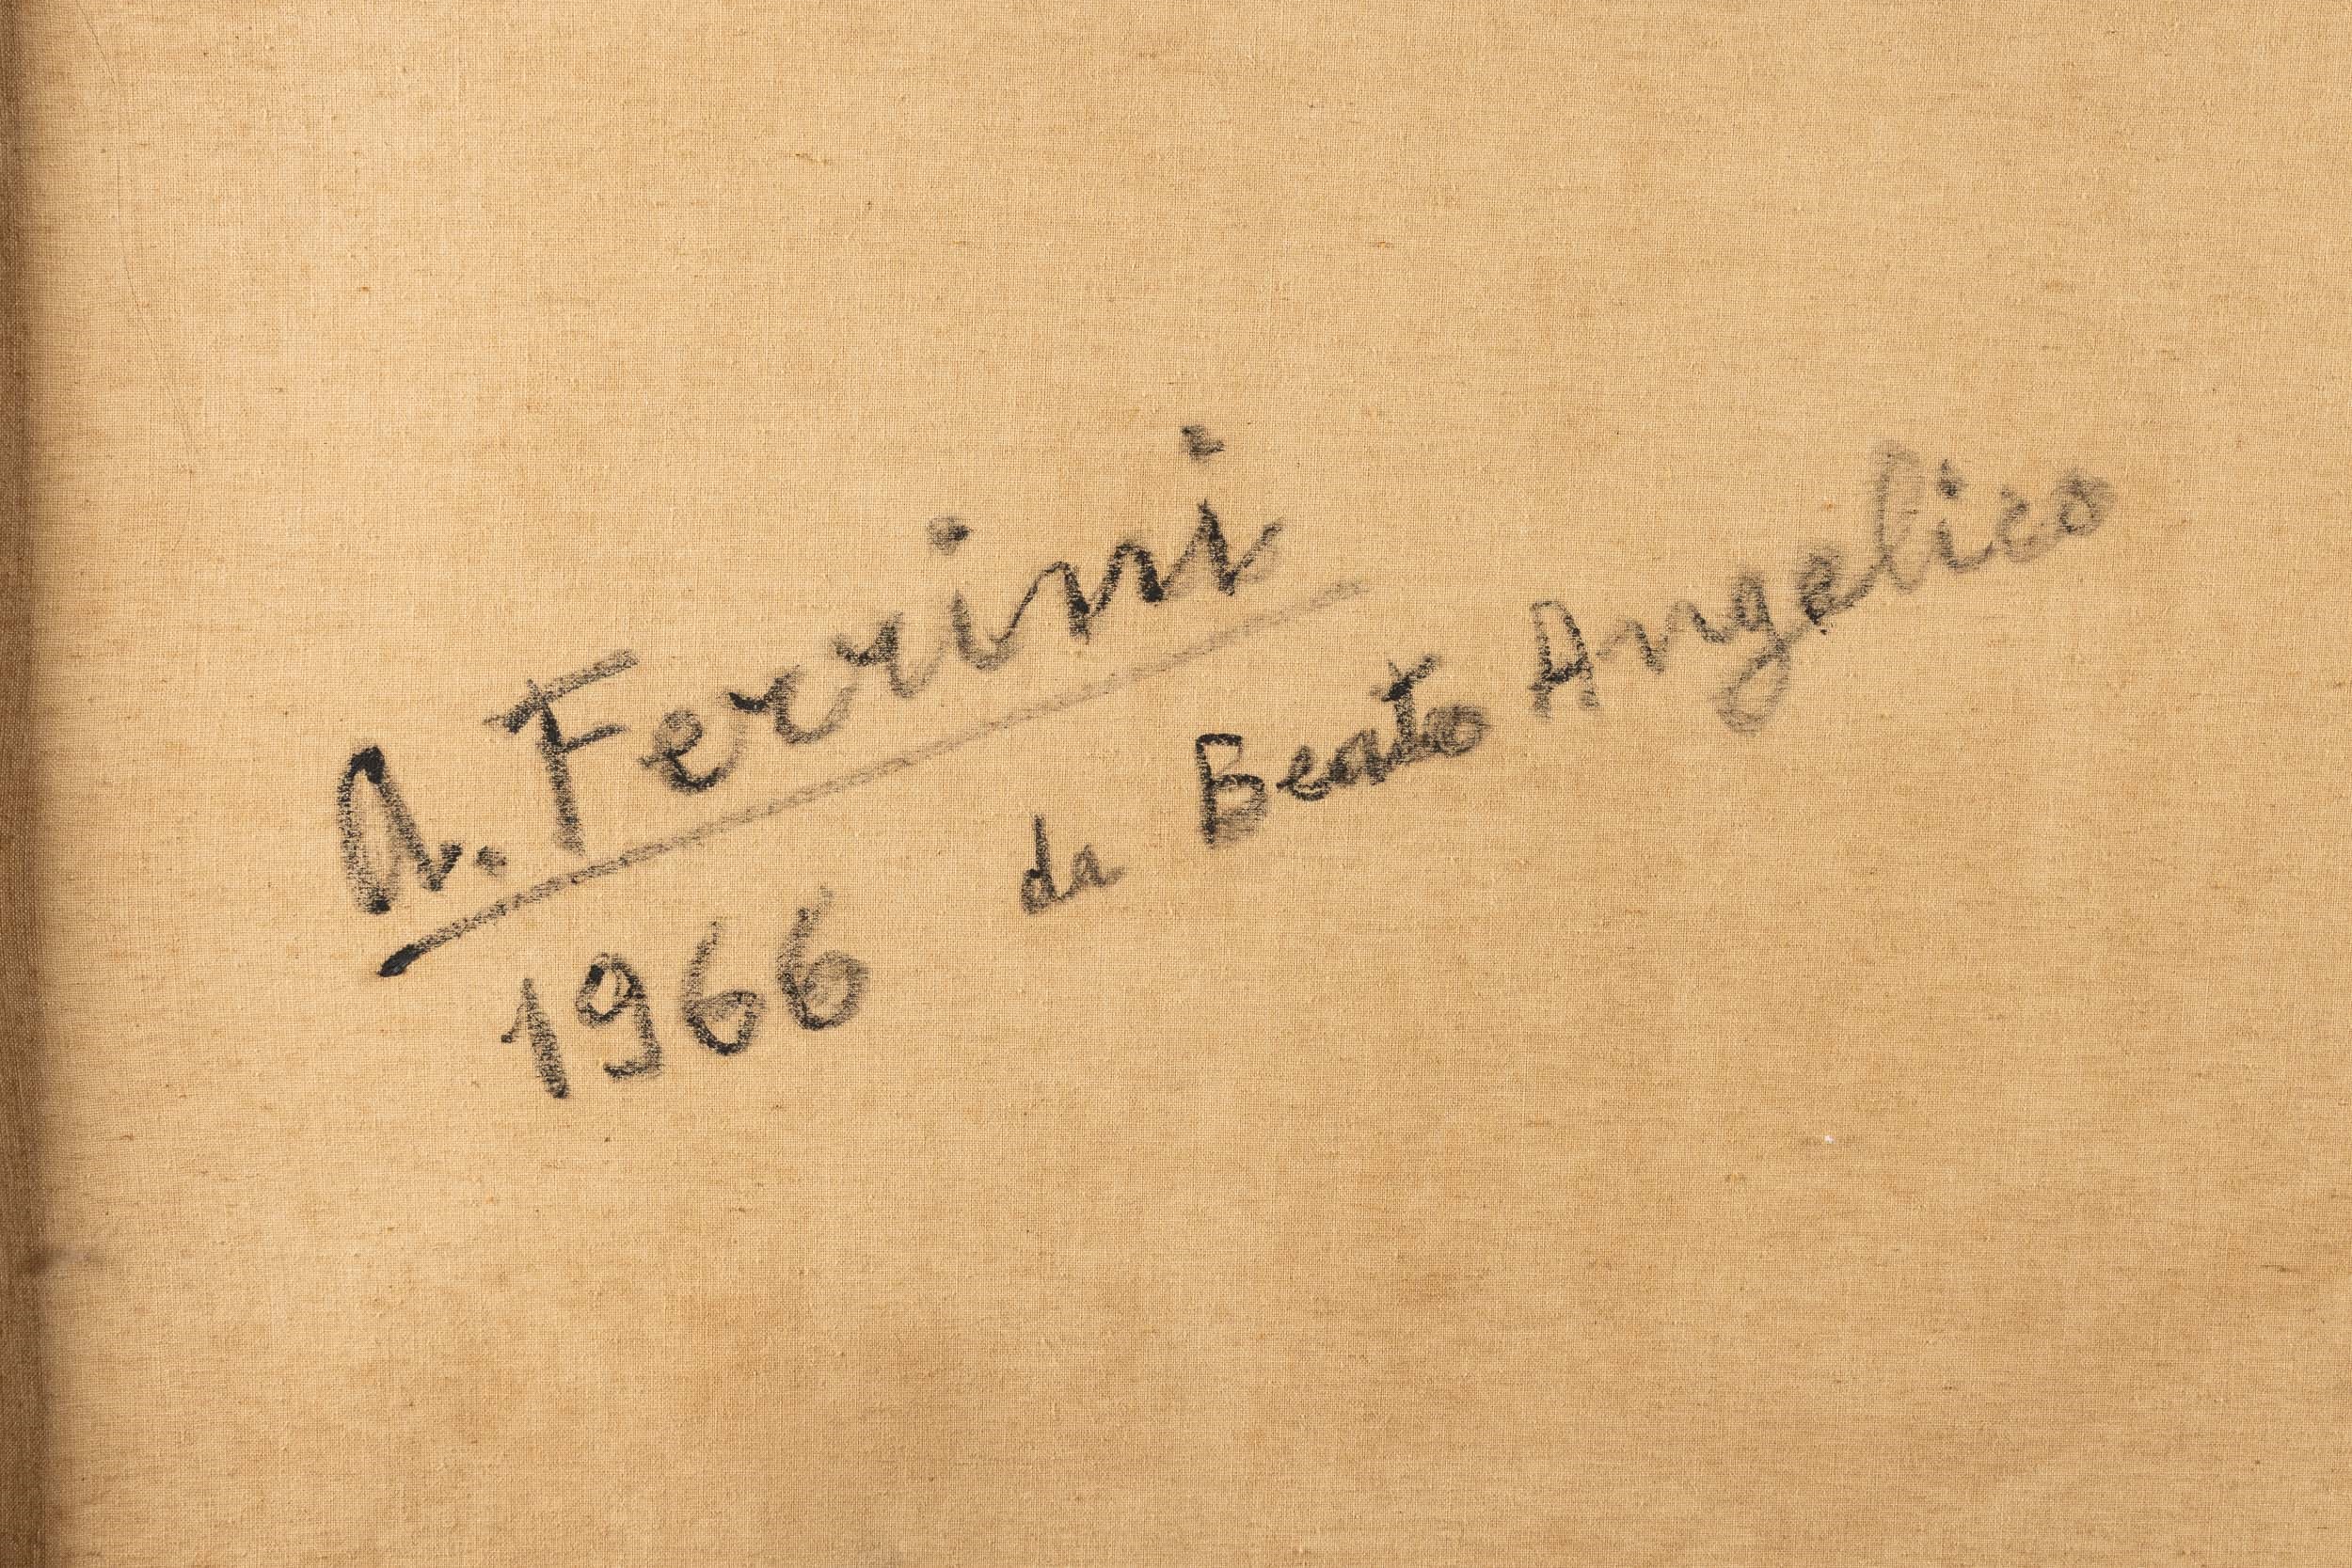 A. Ferrini
1966 da Beato Angelico